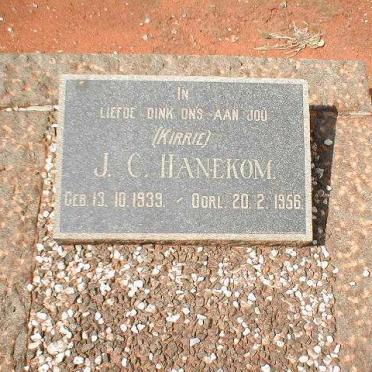 IN
LIEFDE DINK ONS AAN JOU
(KIRRIE)
J. C. HANEKOM.
GEB. 13. 10. 1939. - OORL. 20. 2. 1956.